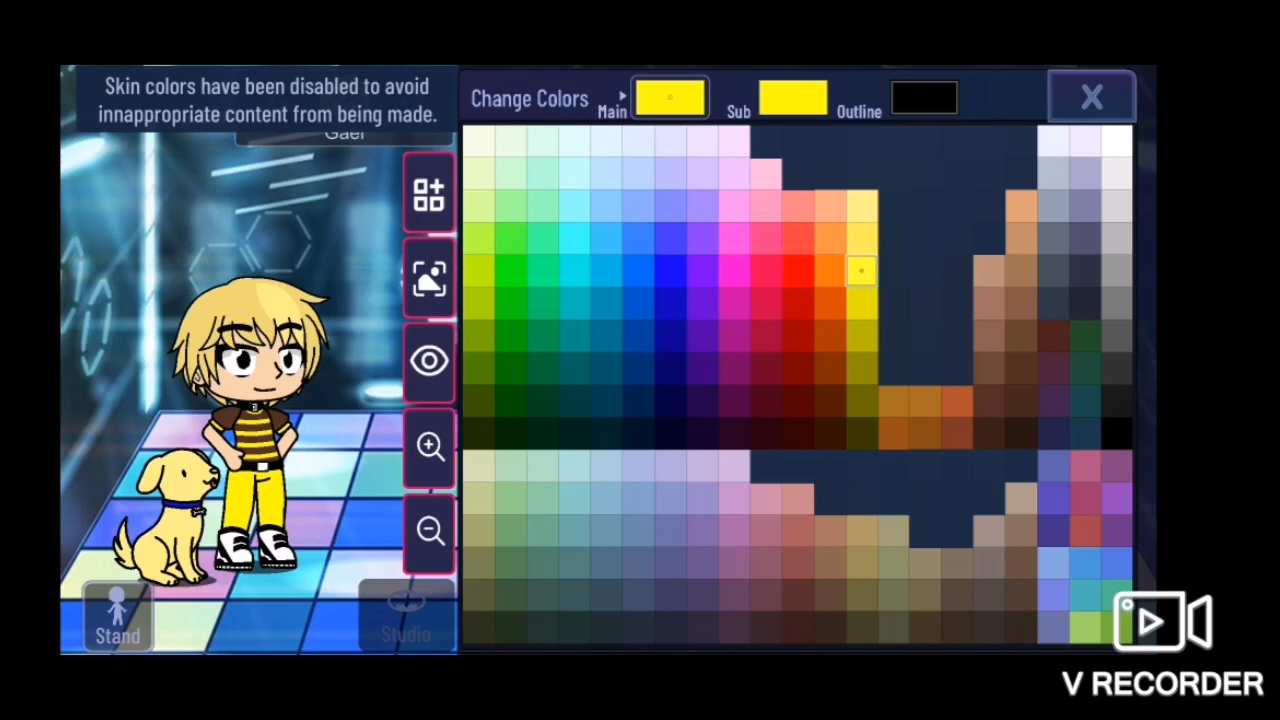 Skin colors have been disabled to avoid
innappropriate content from being made.
Gael
Change Colors
Main
Sub
Outline
X
Stand
Studio
V RECORDER